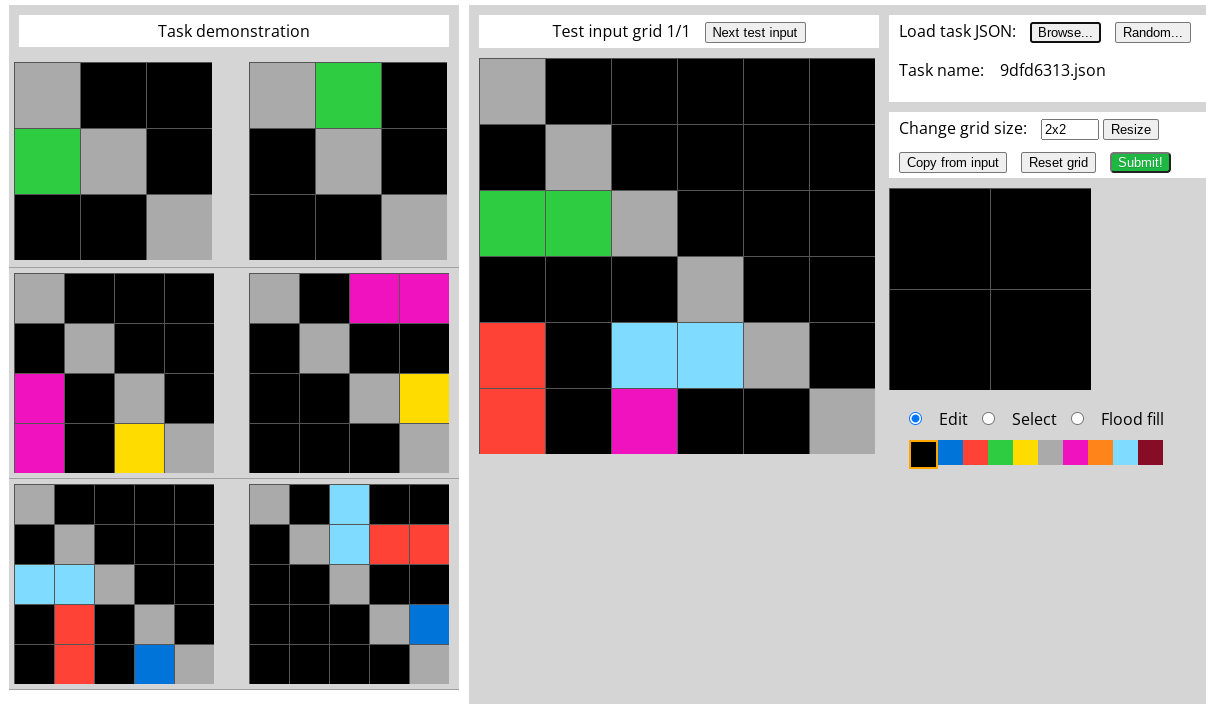 Task demonstration
Test input grid 1/1 Next test input
Load task JSON: Browse... Random...
Task name: 9dfd6313.json
Change grid size: 2x2 Resize
Copy from input Reset grid Submit!
Edit Select Flood fill